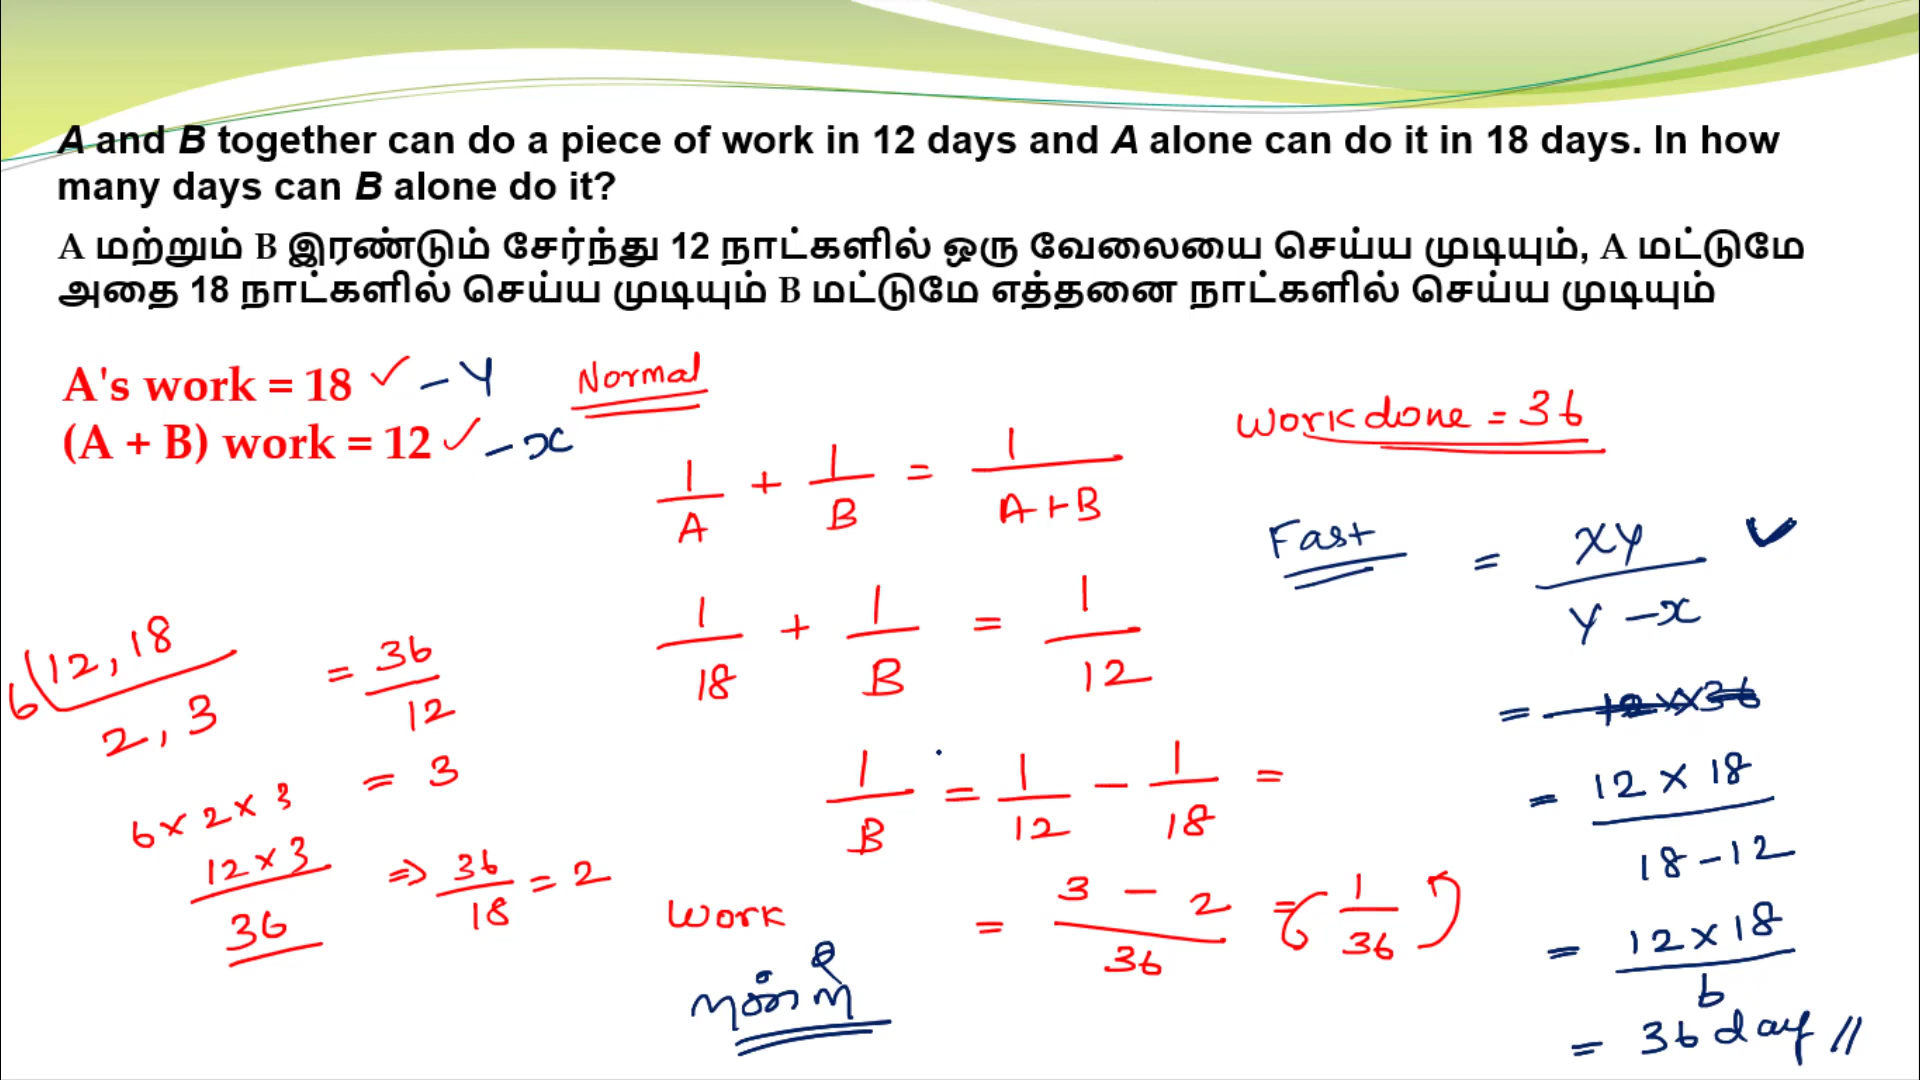 A and B together can do a piece of work in 12 days and A alone can do it in 18 days. In how
many days can B alone do it?
A மற்றும் B இரண்டும் சேர்ந்து 12 நாட்களில் ஒரு வேலையை செய்ய முடியும், A மட்டுமே
அதை 18 நாட்களில் செய்ய முடியும் B மட்டுமே எத்தனை நாட்களில் செய்ய முடியும்
A's work = 18 ✓ – Y
(A + B) work = 12 ✓ – x
Normal
1/A + 1/B = 1/A+B
1/18 + 1/B = 1/12
1/B = 1/12 – 1/18 =
work = 3 – 2/36 = (1/36)
6 12, 18
2, 3
6 x 2 x 3
12 x 3
36
= 36/12
= 3
⇒ 36/18 = 2
நன்றி
work done = 36
Fast = XY/Y – x ✓
= 12 x 36
= 12 x 18/18 – 12
= 12 x 18/6
= 36 day //